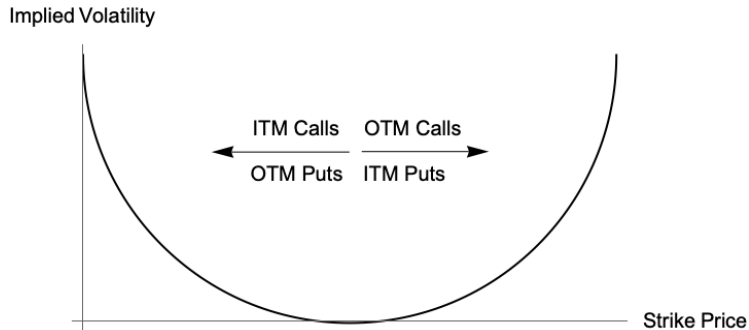 Implied Volatility
ITM Calls OTM Calls
OTM Puts ITM Puts
Strike Price